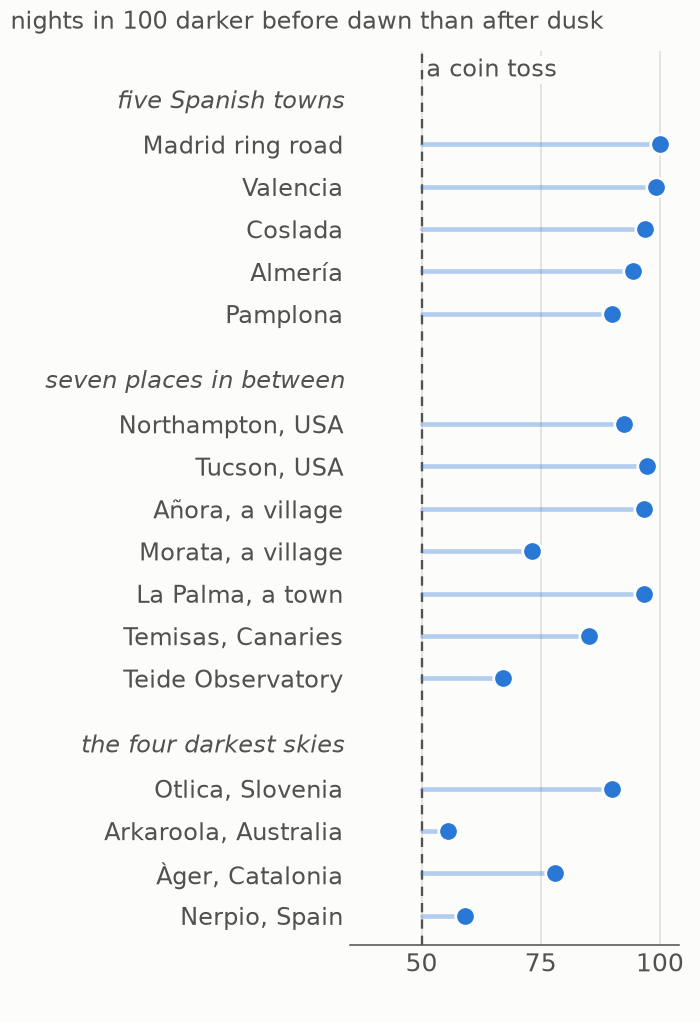 nights in 100 darker before dawn than after dusk
a coin toss
five Spanish towns
Madrid ring road
Valencia
Coslada
Almería
Pamplona
seven places in between
Northampton, USA
Tucson, USA
Añora, a village
Morata, a village
La Palma, a town
Temisas, Canaries
Teide Observatory
the four darkest skies
Otlica, Slovenia
Arkaroola, Australia
Àger, Catalonia
Nerpio, Spain
50 75 100